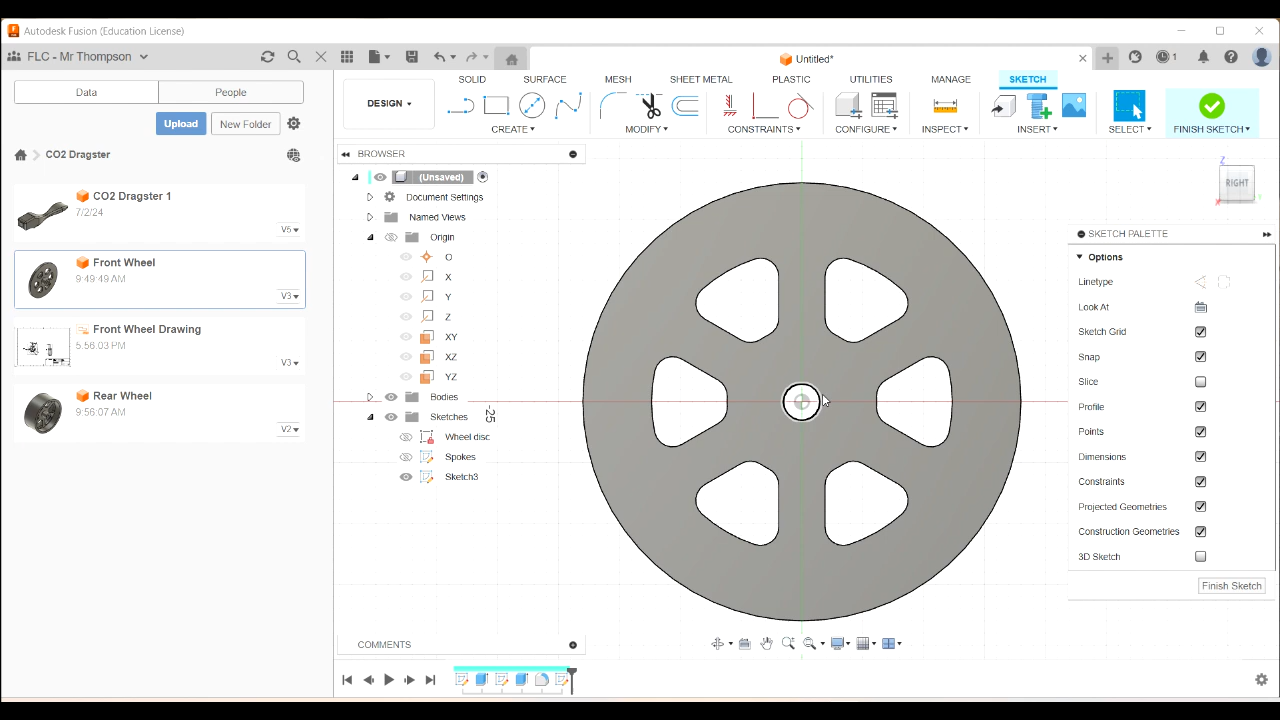 Autodesk Fusion (Education License)
FLC - Mr Thompson
Untitled*
1
Data
People
Upload
New Folder
CO2 Dragster
CO2 Dragster 1
7/2/24
V5
Front Wheel
9:49:49 AM
V3
Front Wheel Drawing
5:56:03 PM
V3
Rear Wheel
9:56:07 AM
V2
DESIGN
SOLID
SURFACE
MESH
SHEET METAL
PLASTIC
UTILITIES
MANAGE
SKETCH
CREATE
MODIFY
CONSTRAINTS
CONFIGURE
INSPECT
INSERT
SELECT
FINISH SKETCH
BROWSER
(Unsaved)
Document Settings
Named Views
Origin
O
X
Y
Z
XY
XZ
YZ
Bodies
Sketches
Wheel disc
Spokes
Sketch3
-25
Z
RIGHT
X
Y
SKETCH PALETTE
Options
Linetype
Look At
Sketch Grid
Snap
Slice
Profile
Points
Dimensions
Constraints
Projected Geometries
Construction Geometries
3D Sketch
Finish Sketch
COMMENTS